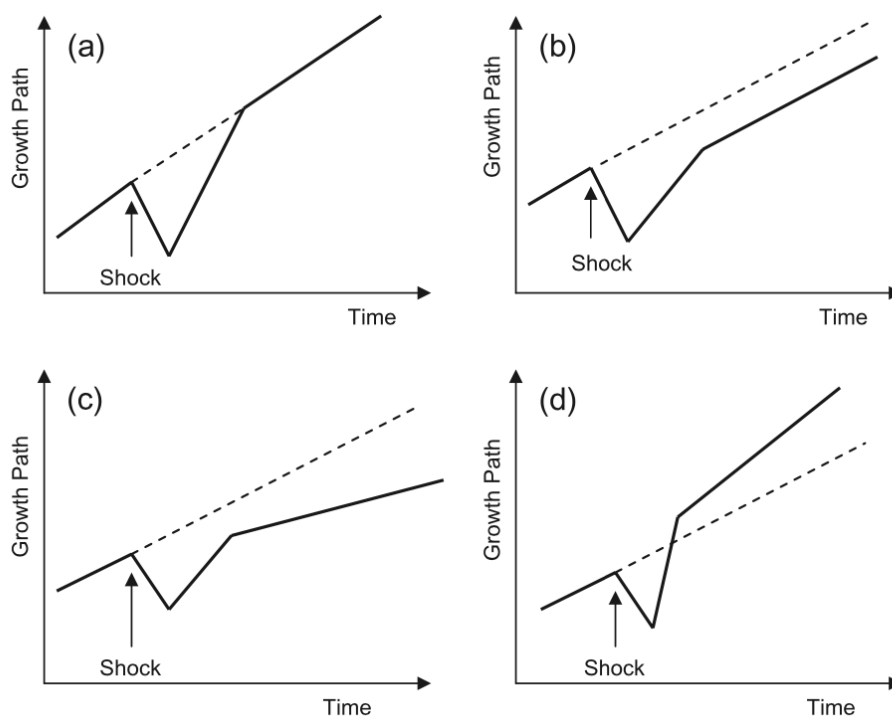 (a)
Growth Path
Shock
Time
(b)
Growth Path
Shock
Time
(c)
Growth Path
Shock
Time
(d)
Growth Path
Shock
Time